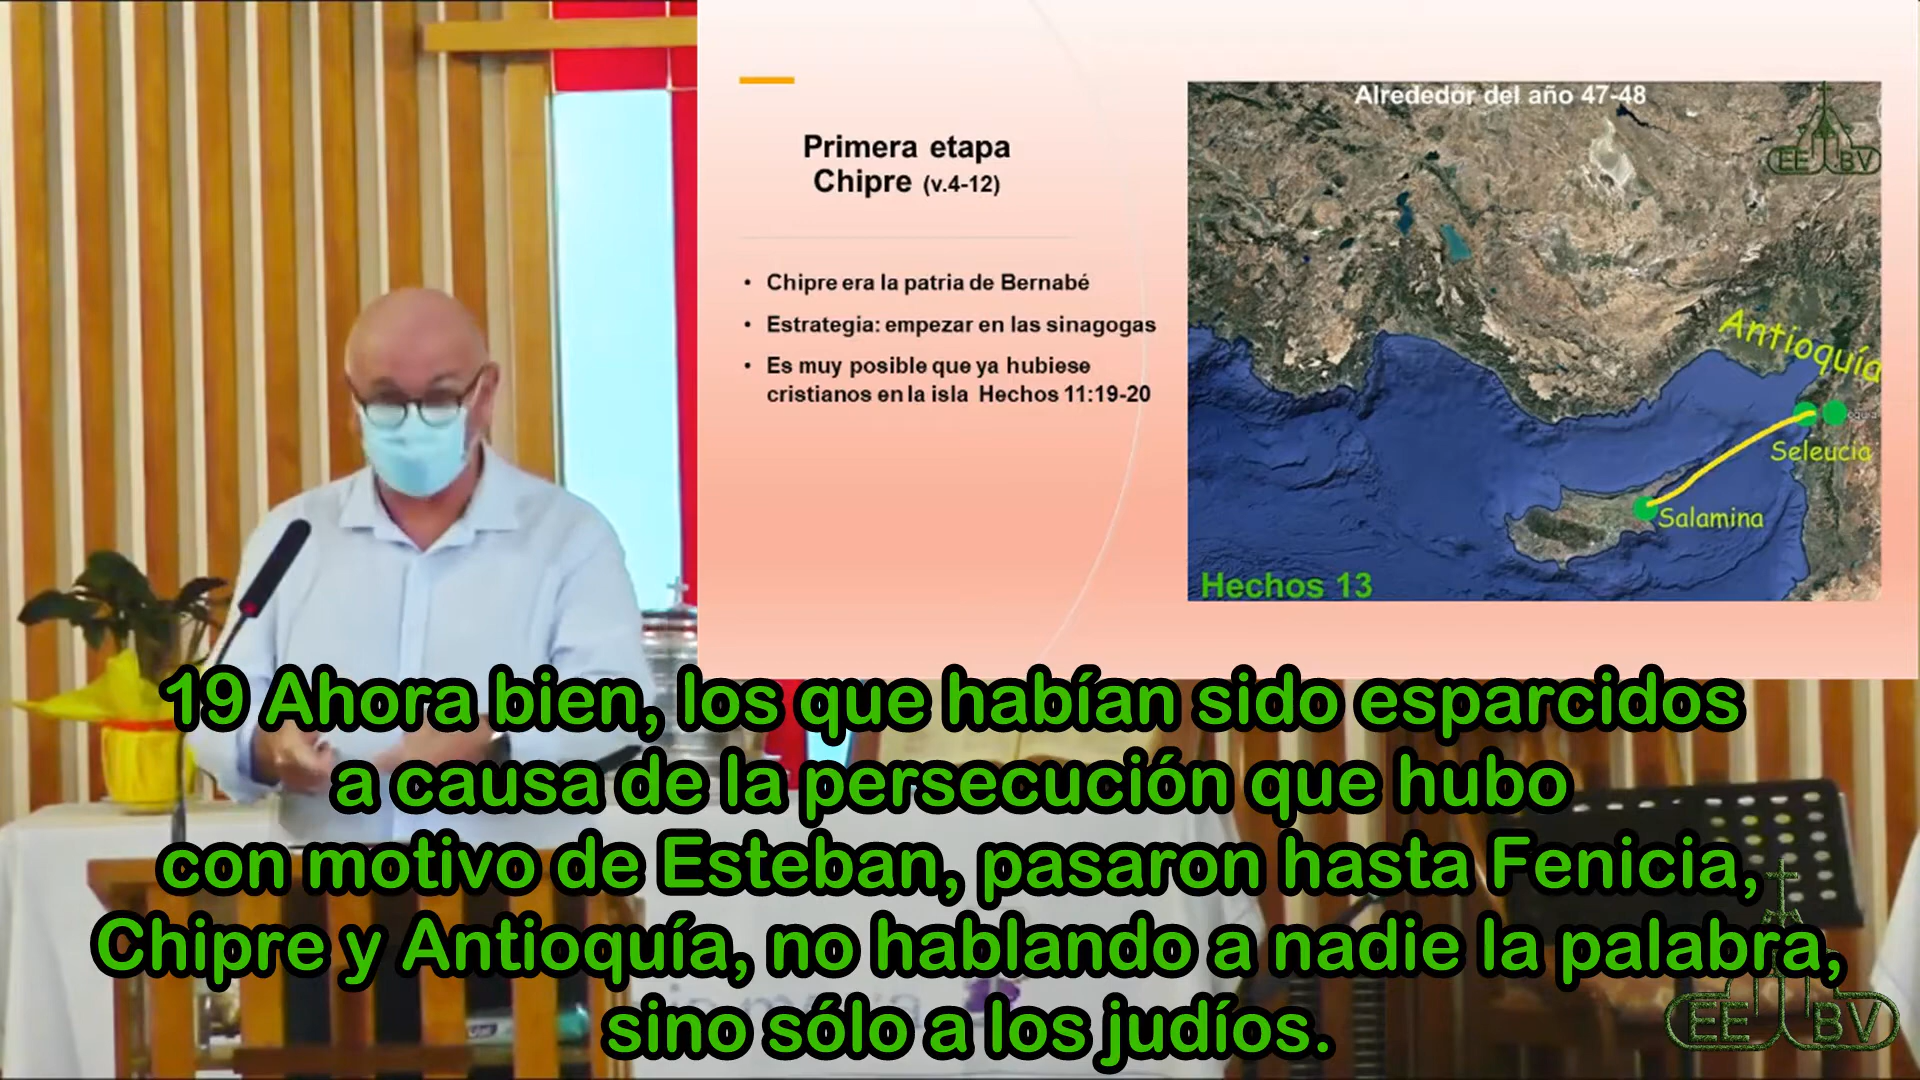 Primera etapa
Chipre (v.4-12)
• Chipre era la patria de Bernabé
• Estrategia: empezar en las sinagogas
• Es muy posible que ya hubiese
cristianos en la isla Hechos 11:19-20
Alrededor del año 47-48
EE BV
Antioquía
Seleucia
Salamina
Hechos 13
19 Ahora bien, los que habían sido esparcidos
a causa de la persecución que hubo
con motivo de Esteban, pasaron hasta Fenicia,
Chipre y Antioquía, no hablando a nadie la palabra,
sino sólo a los judíos.
EE BV